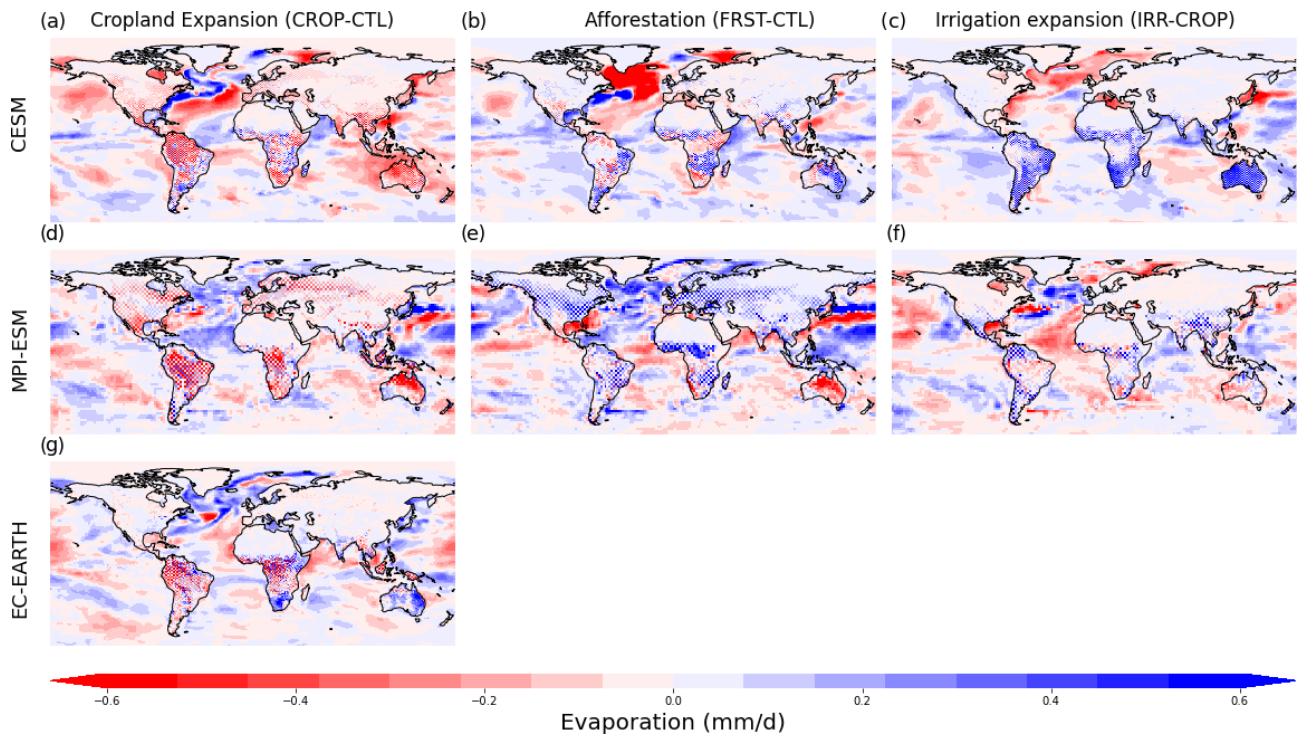 (a) Cropland Expansion (CROP-CTL)
(b) Afforestation (FRST-CTL)
(c) Irrigation expansion (IRR-CROP)
CESM
(d)
(e)
(f)
MPI-ESM
(g)
EC-EARTH
−0.6 −0.4 −0.2 0.0 0.2 0.4 0.6
Evaporation (mm/d)